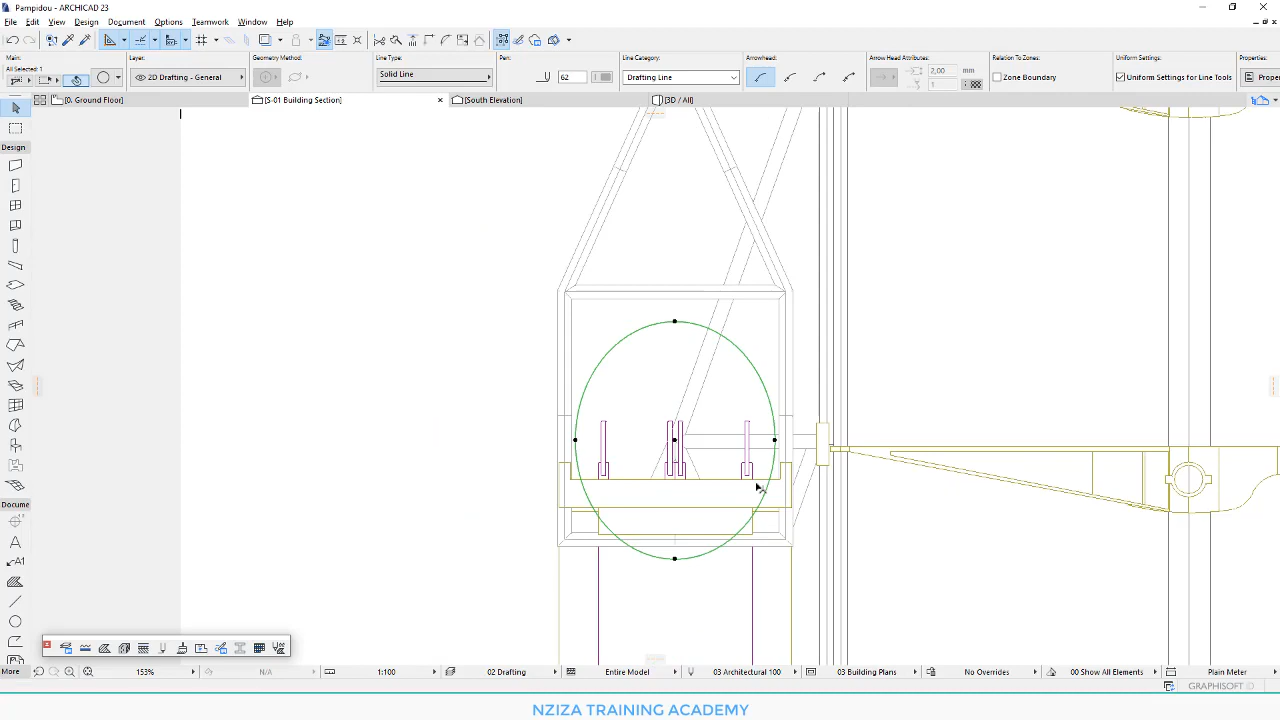 Pampidou - ARCHICAD 23
File Edit View Design Document Options Teamwork Window Help
Main: Layer: Geometry Method: Line Type: Pen: Line Category: Arrowhead: Arrow Head Attributes: Relation To Zones: Uniform Settings: Properties:
All Selected: 1
2D Drafting - General
Solid Line
62
Drafting Line
2,00 mm
1
Zone Boundary
Uniform Settings for Line Tools
Prope
[0. Ground Floor]
[S-01 Building Section]
[South Elevation]
[3D / All]
Design
Docume
A
A1
More
153% N/A 1:100 02 Drafting Entire Model 03 Architectural 100 03 Building Plans No Overrides 00 Show All Elements Plain Meter
GRAPHISOFT
NZIZA TRAINING ACADEMY